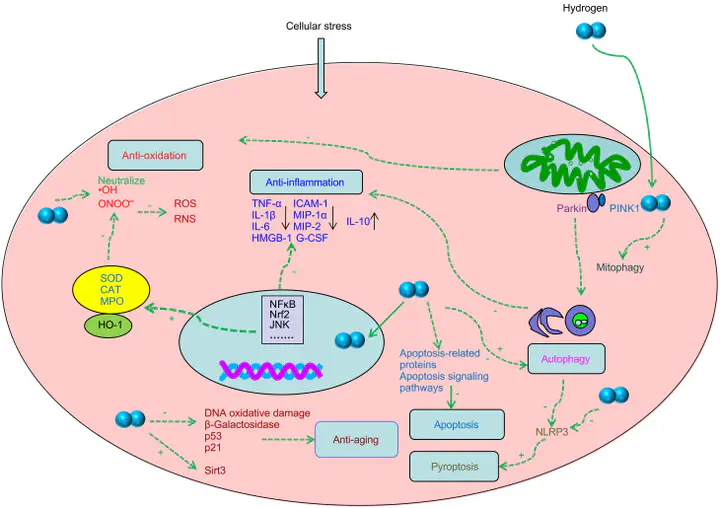 Hydrogen
Cellular stress
Anti-oxidation
Neutralize
•OH
ONOO⁻
ROS
RNS
Anti-inflammation
TNF-α ICAM-1
IL-1β MIP-1α
IL-6 MIP-2
HMGB-1 G-CSF
IL-10
Parkin
PINK1
Mitophagy
+
-
-
-
-
-
SOD
CAT
MPO
HO-1
+
NFκB
Nrf2
JNK
.......
Apoptosis-related
proteins
Apoptosis signaling
pathways
-
-
+
Autophagy
Apoptosis
-
-
NLRP3
+
Pyroptosis
-
+
DNA oxidative damage
β-Galactosidase
p53
p21
Sirt3
Anti-aging